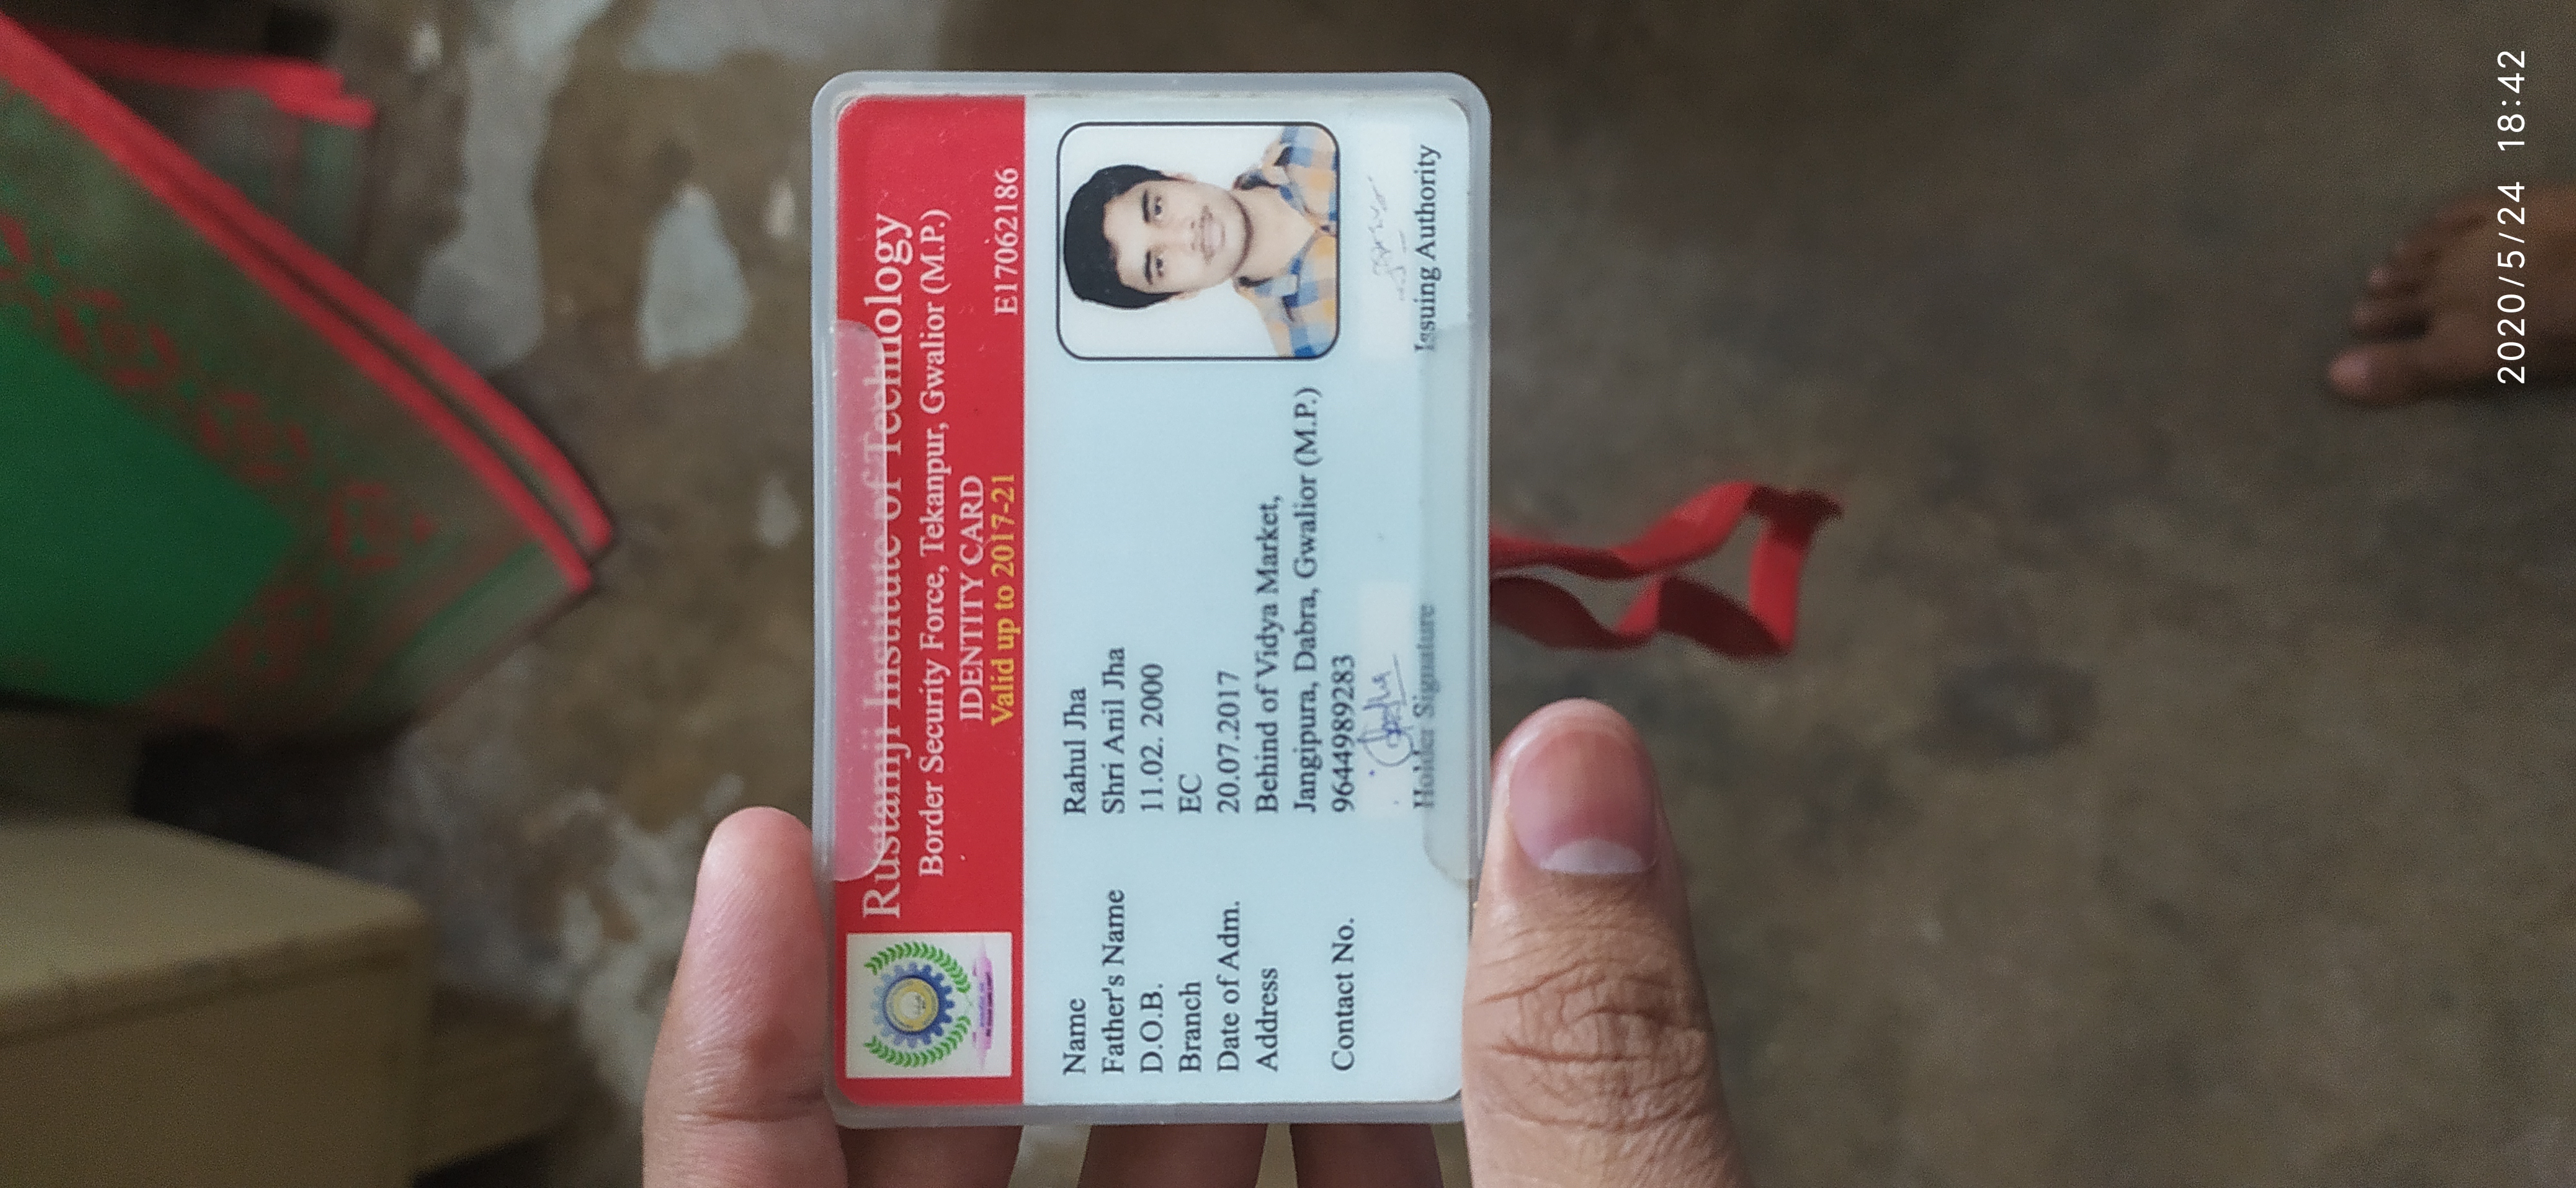 Rustamji Institute of Technology
Border Security Force, Tekanpur, Gwalior (M.P.)
IDENTITY CARD
Valid up to 2017-21
E17062186
Name Rahul Jha
Father's Name Shri Anil Jha
D.O.B. 11.02. 2000
Branch EC
Date of Adm. 20.07.2017
Address Behind of Vidya Market,
Jangipura, Dabra, Gwalior (M.P.)
Contact No. 9644989283
Holder Signature
Issuing Authority
2020/5/24 18:42